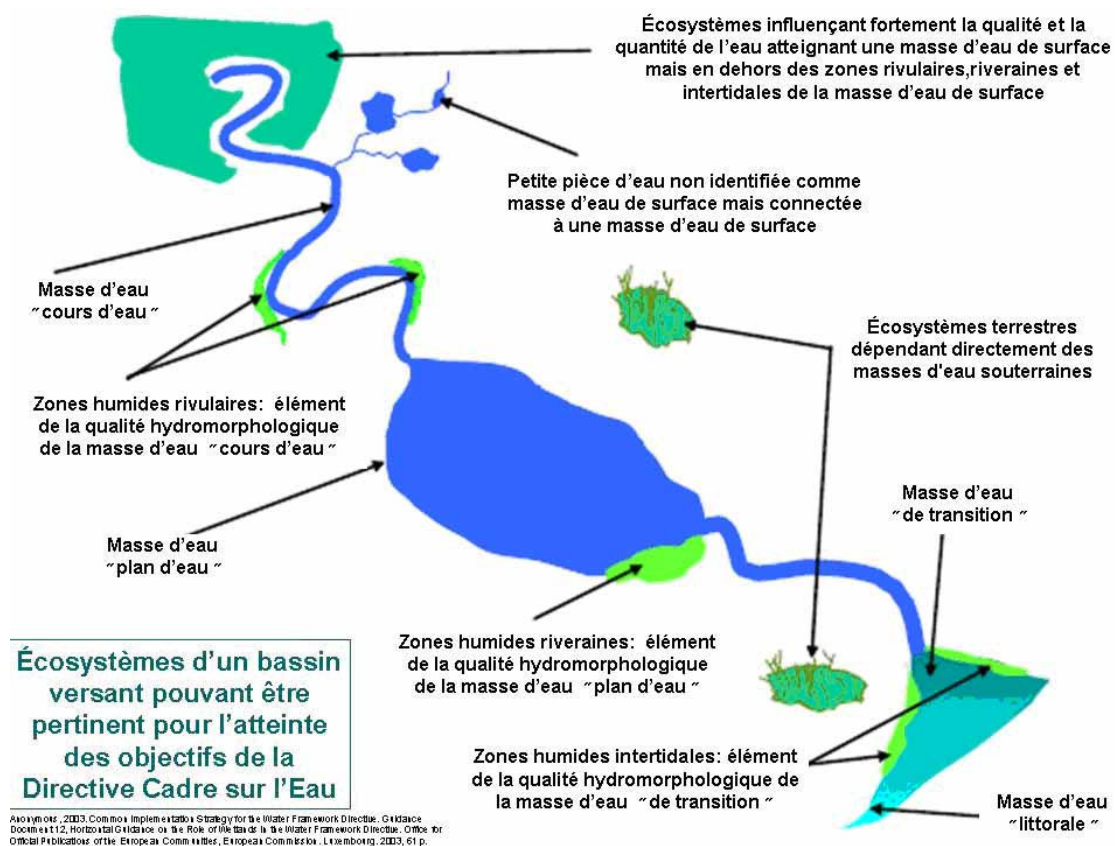 Écosystèmes influençant fortement la qualité et la
quantité de l'eau atteignant une masse d'eau de surface
mais en dehors des zones rivulaires,riveraines et
intertidales de la masse d'eau de surface
Petite pièce d'eau non identifiée comme
masse d'eau de surface mais connectée
à une masse d'eau de surface
Masse d'eau
"cours d'eau"
Écosystèmes terrestres
dépendant directement des
masses d'eau souterraines
Zones humides rivulaires: élément
de la qualité hydromorphologique
de la masse d'eau "cours d'eau"
Masse d'eau
"de transition"
Masse d'eau
"plan d'eau"
Zones humides riveraines: élément
de la qualité hydromorphologique
de la masse d'eau "plan d'eau"
Écosystèmes d'un bassin
versant pouvant être
pertinent pour l'atteinte
des objectifs de la
Directive Cadre sur l'Eau
Zones humides intertidales: élément
de la qualité hydromorphologique de
la masse d'eau "de transition"
Masse d'eau
"littorale"
Anonymous, 2003. Common Implementation Strategy for the Water Framework Directive. Guidance
Document 12, Horizontal Guidance on the Role of Wetlands in the Water Framework Directive. Office for
Official Publications of the European Communities, European Commission. Luxembourg. 2003, 61 p.